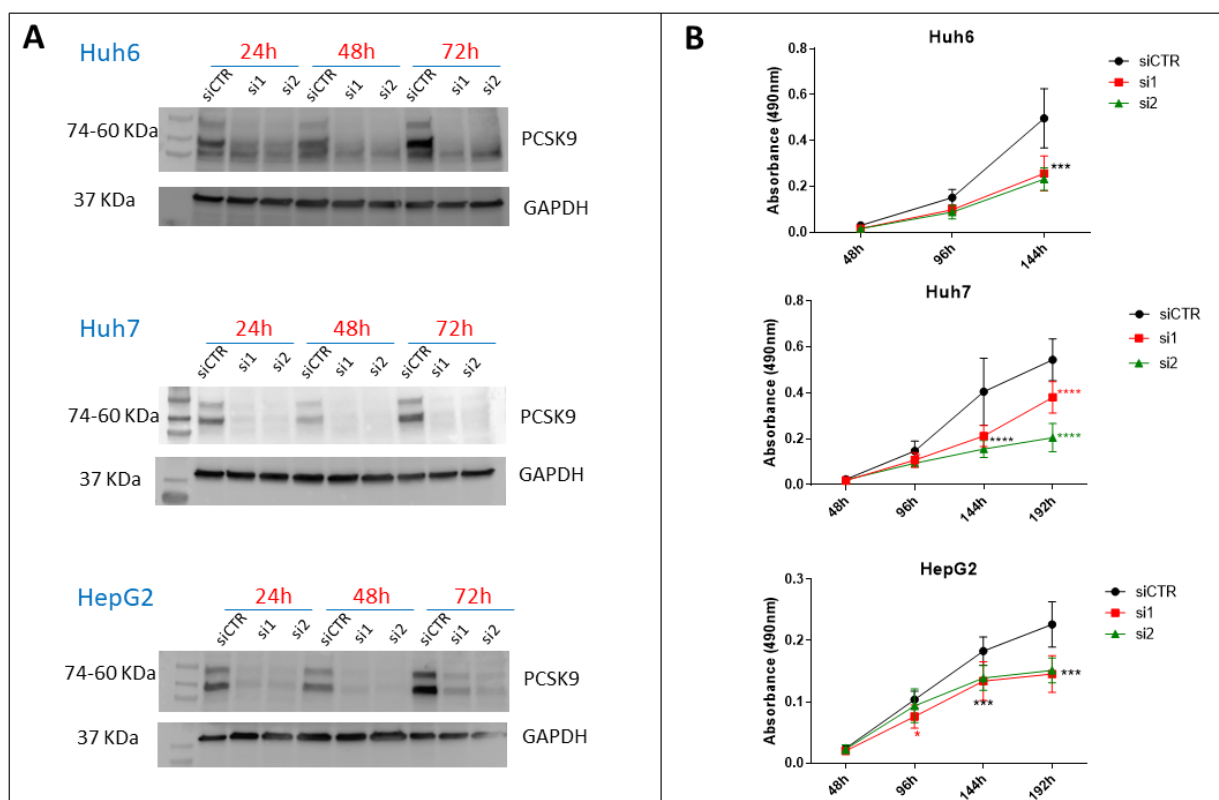 A
Huh6
24h 48h 72h
siCTR si1 si2 siCTR si1 si2 siCTR si1 si2
74-60 KDa
PCSK9
37 KDa
GAPDH
Huh7
24h 48h 72h
siCTR si1 si2 siCTR si1 si2 siCTR si1 si2
74-60 KDa
PCSK9
37 KDa
GAPDH
HepG2
24h 48h 72h
siCTR si1 si2 siCTR si1 si2 siCTR si1 si2
74-60 KDa
PCSK9
37 KDa
GAPDH
B
Huh6
Absorbance (490nm)
0.8
0.6
0.4
0.2
0.0
48h 96h 144h
***
siCTR
si1
si2
Huh7
Absorbance (490nm)
0.8
0.6
0.4
0.2
0.0
48h 96h 144h 192h
****
****
****
siCTR
si1
si2
HepG2
Absorbance (490nm)
0.3
0.2
0.1
0.0
48h 96h 144h 192h
*
***
***
siCTR
si1
si2